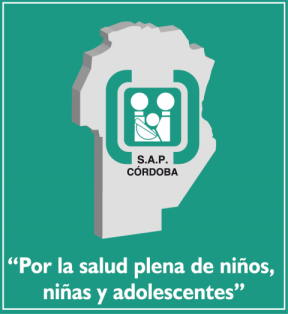 S.A.P.
CÓRDOBA
“Por la salud plena de niños,
niñas y adolescentes”